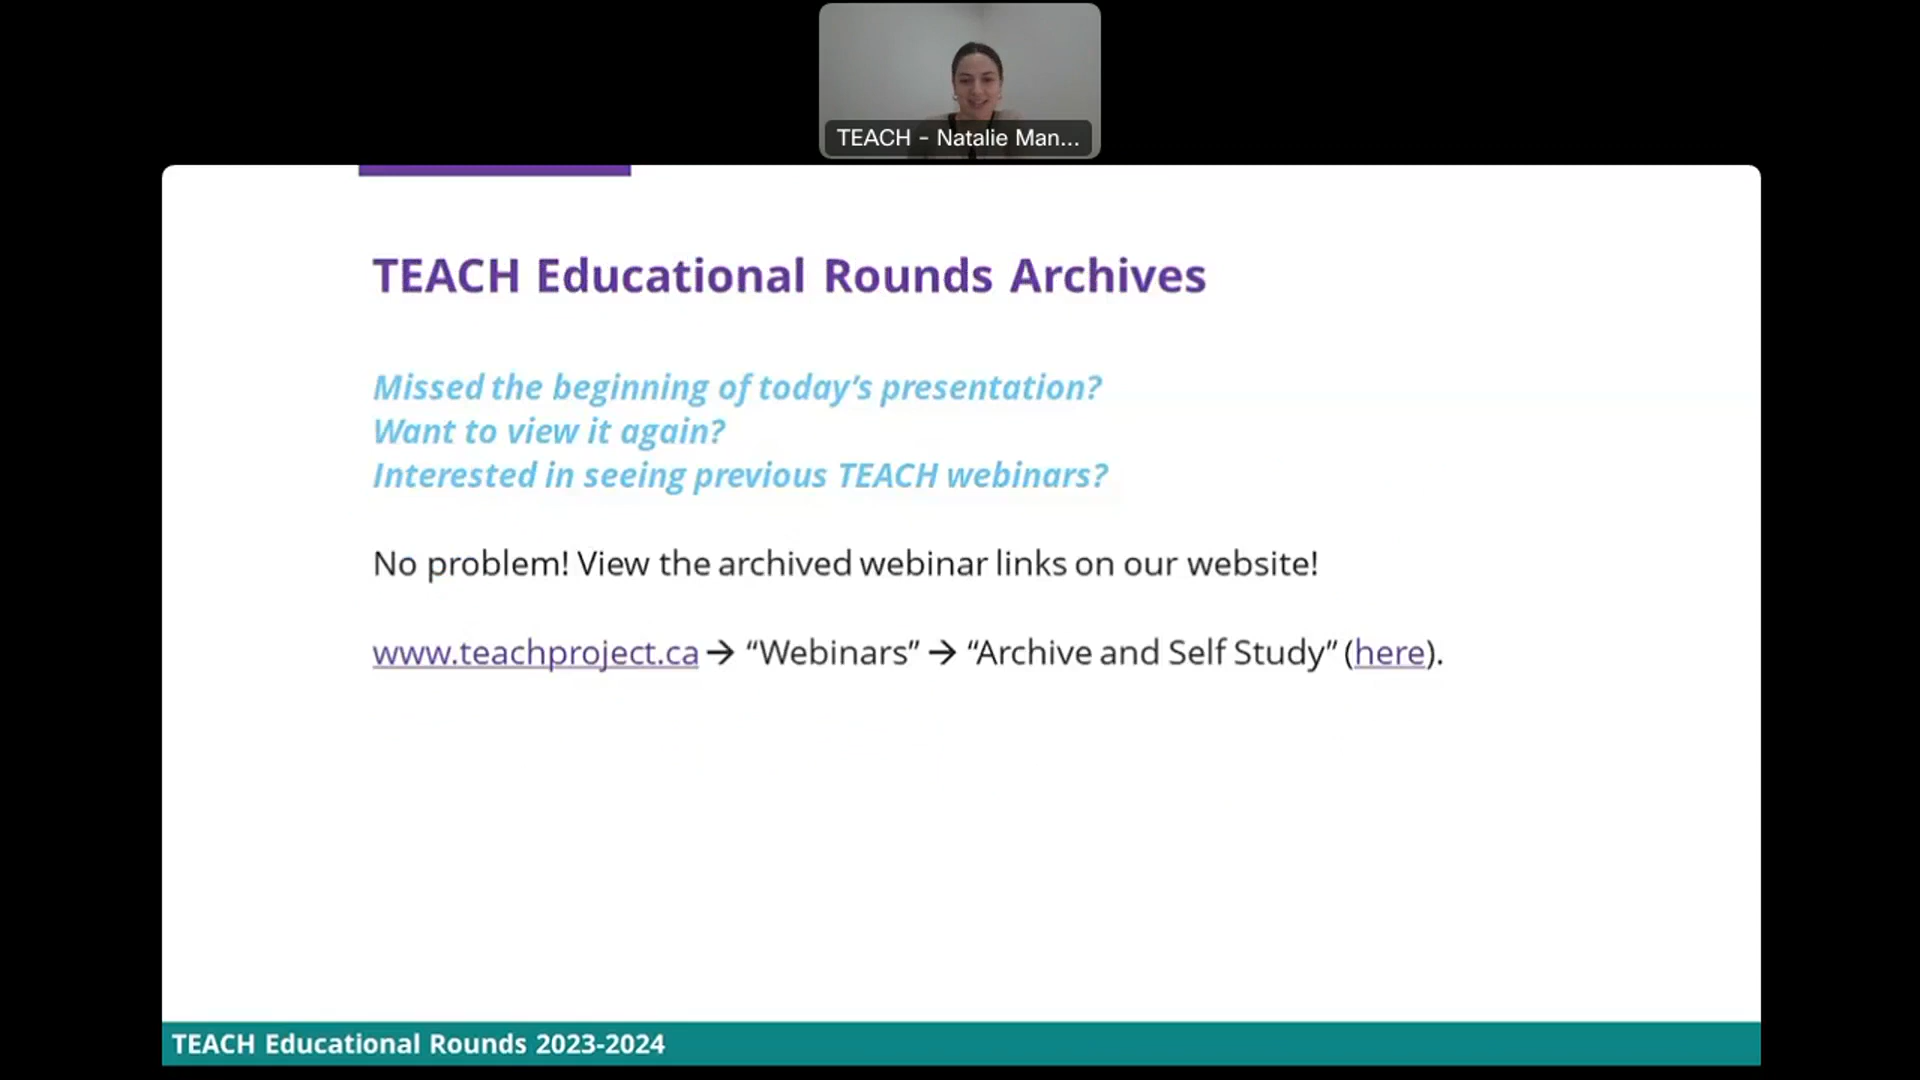 TEACH - Natalie Man...
TEACH Educational Rounds Archives
Missed the beginning of today’s presentation?
Want to view it again?
Interested in seeing previous TEACH webinars?
No problem! View the archived webinar links on our website!
www.teachproject.ca → “Webinars” → “Archive and Self Study” (here).
TEACH Educational Rounds 2023-2024